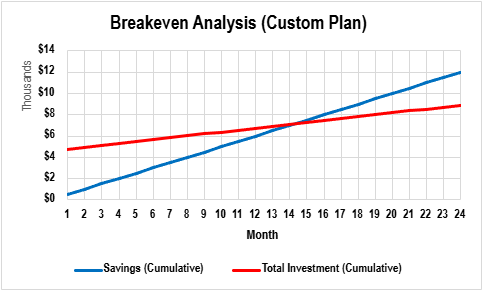 Breakeven Analysis (Custom Plan)
Thousands
$14
$12
$10
$8
$6
$4
$2
$0
1 2 3 4 5 6 7 8 9 10 11 12 13 14 15 16 17 18 19 20 21 22 23 24
Month
Savings (Cumulative) Total Investment (Cumulative)